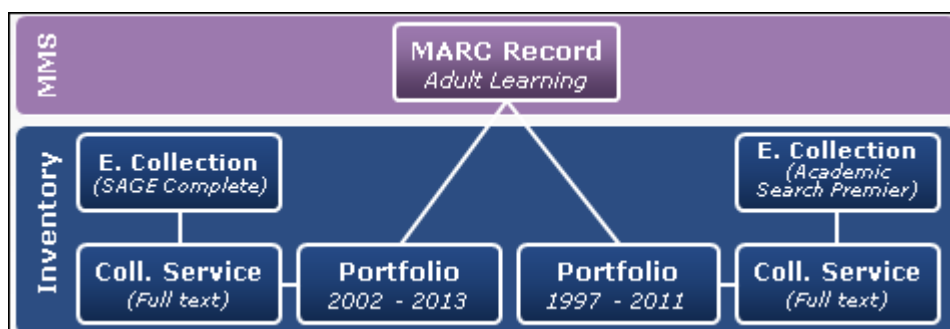 MMS
MARC Record
Adult Learning
Inventory
E. Collection
(SAGE Complete)
E. Collection
(Academic
Search Premier)
Coll. Service
(Full text)
Portfolio
2002 - 2013
Portfolio
1997 - 2011
Coll. Service
(Full text)